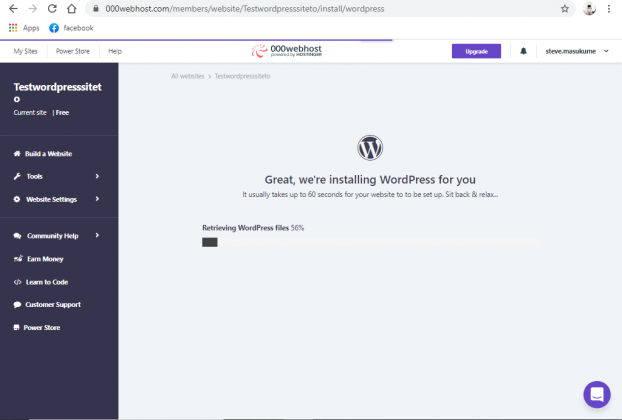 000webhost.com/members/website/Testwordpresssiteto/install/wordpress
Apps facebook
My Sites Power Store Help 000webhost Upgrade steve.masukume
powered by HOSTINGER
All websites > Testwordpresssiteto
Testwordpresssitet
o
Current site | Free
Build a Website
Tools
Website Settings
Community Help
Earn Money
Learn to Code
Customer Support
Power Store
Great, we're installing WordPress for you
It usually takes up to 60 seconds for your website to to be set up. Sit back & relax...
Retrieving WordPress files 56%